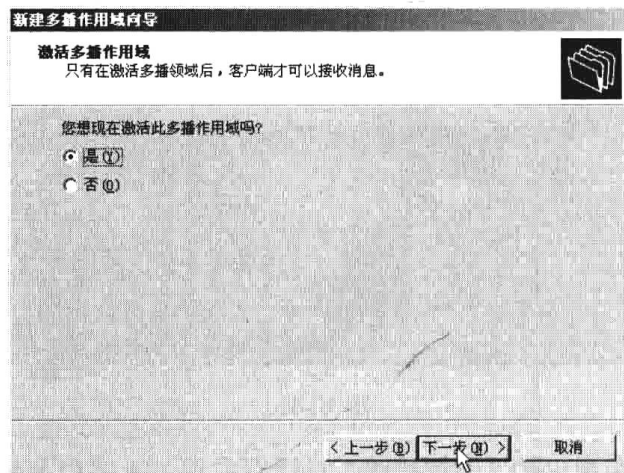 新建多播作用域向导
激活多播作用域
只有在激活多播领域后，客户端才可以接收消息。
您想现在激活此多播作用域吗?
是(Y)
否(O)
< 上一步(B) 下一步(N) > 取消